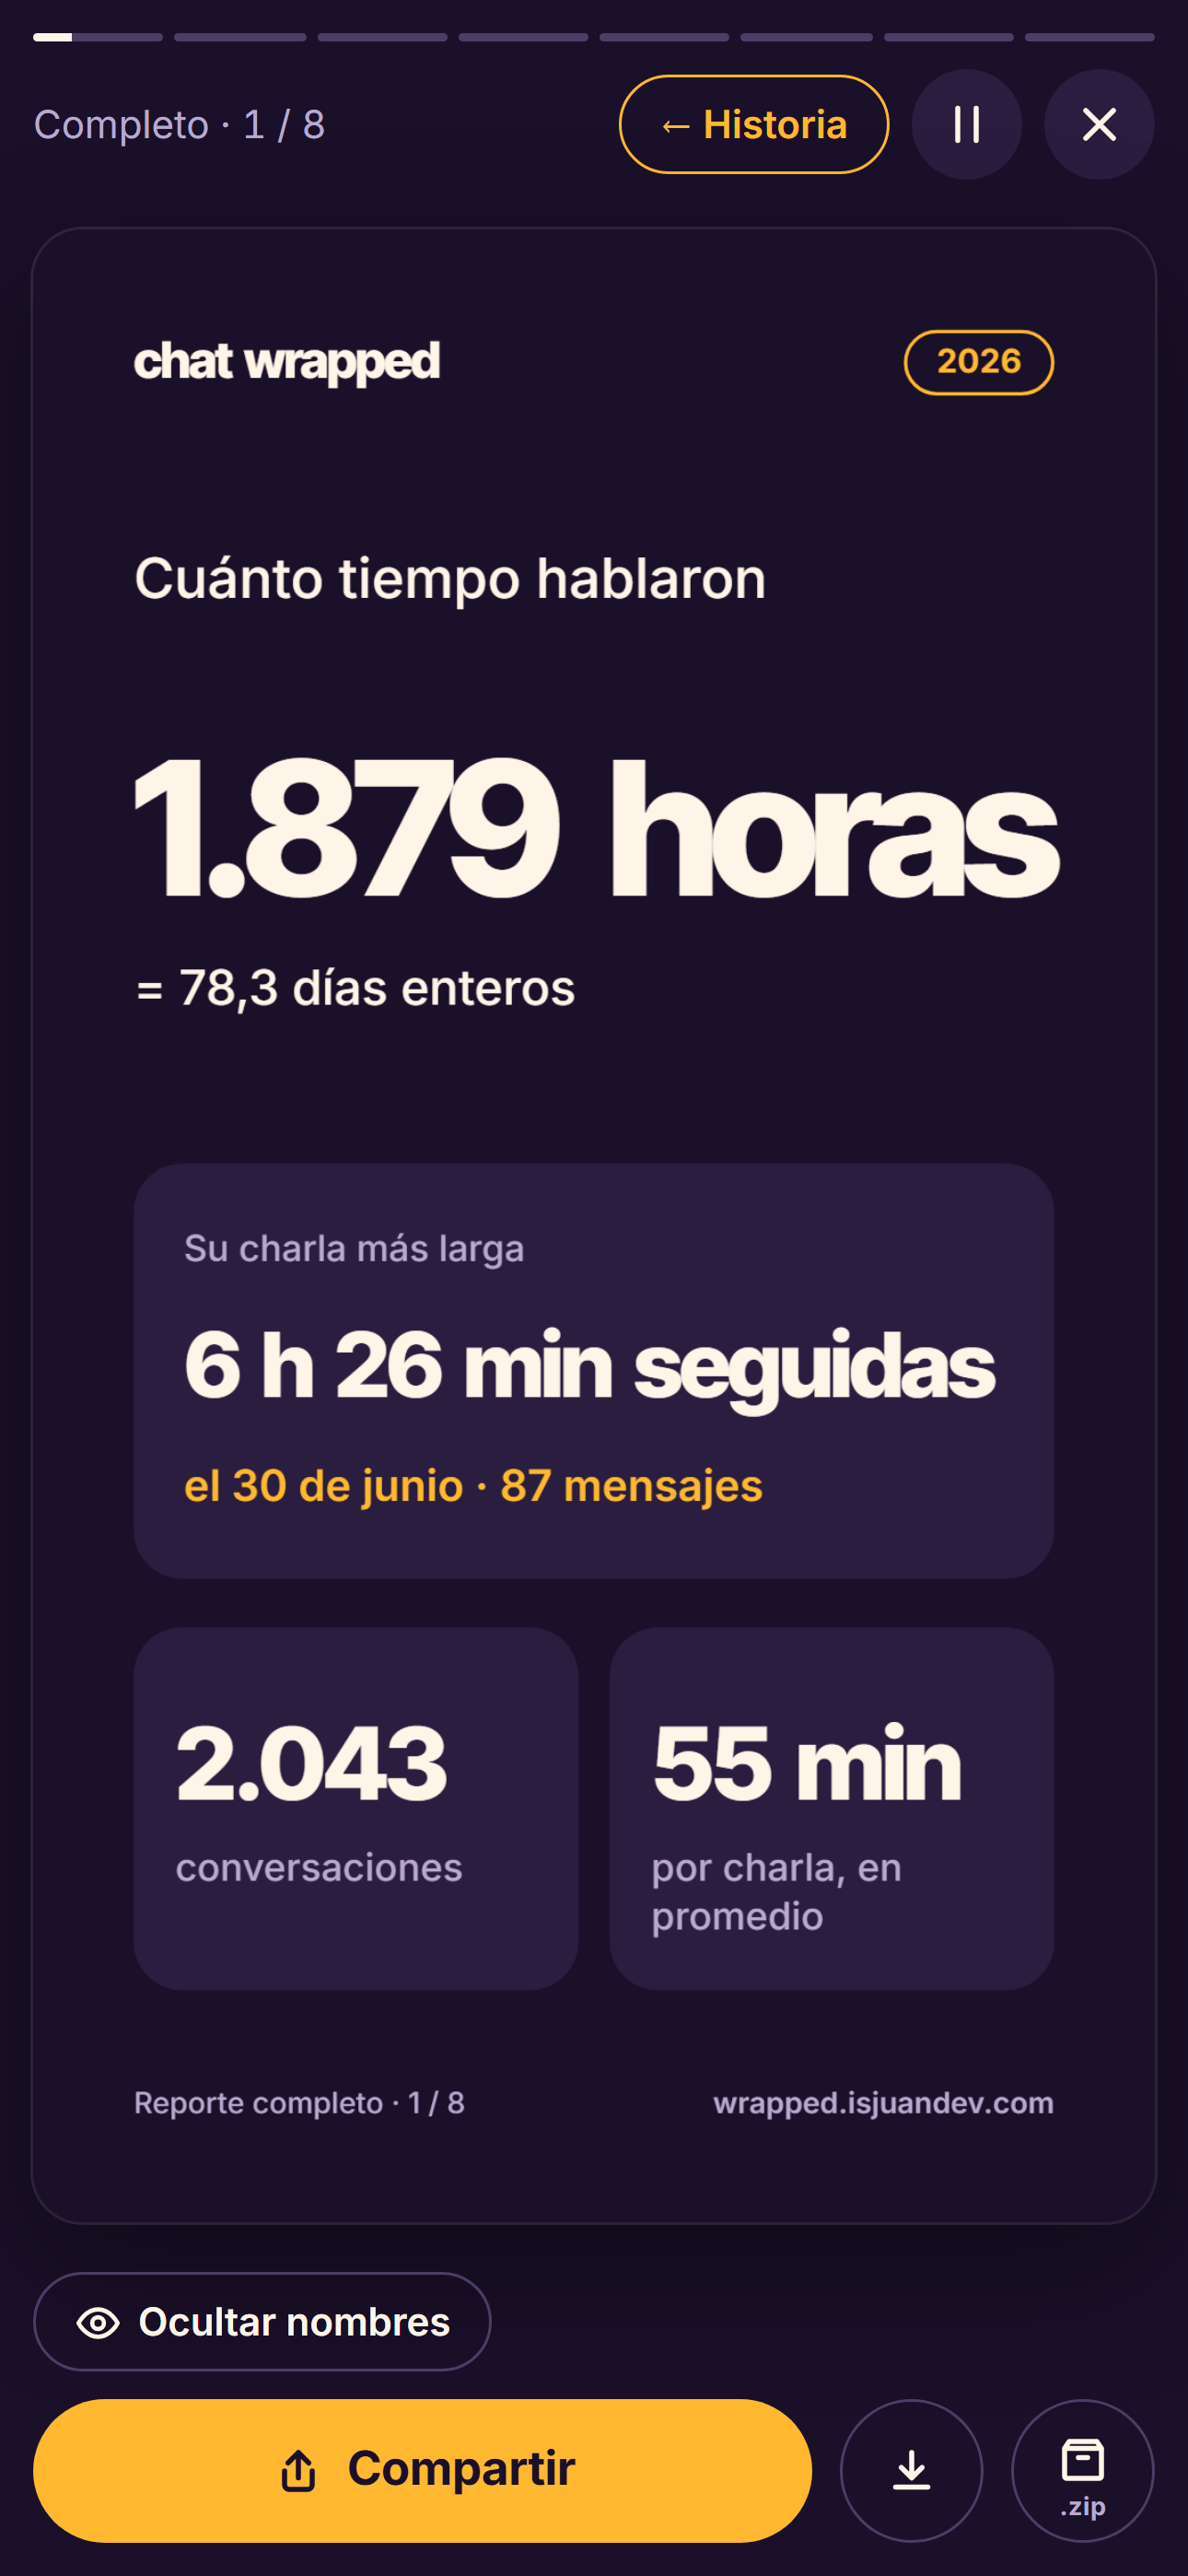 Completo · 1 / 8
← Historia
chat wrapped
2026
Cuánto tiempo hablaron
1.879 horas
= 78,3 días enteros
Su charla más larga
6 h 26 min seguidas
el 30 de junio · 87 mensajes
2.043
conversaciones
55 min
por charla, en
promedio
Reporte completo · 1 / 8
wrapped.isjuandev.com
Ocultar nombres
Compartir
.zip